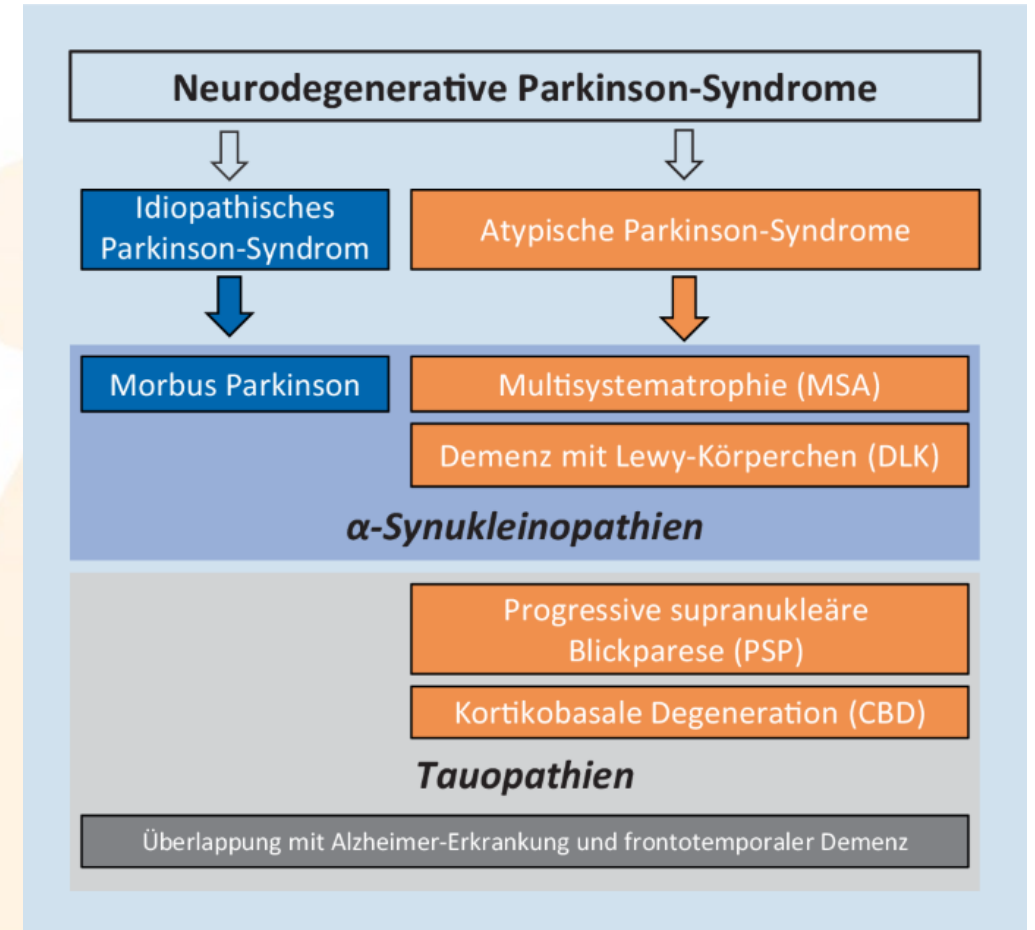 Neurodegenerative Parkinson-Syndrome
Idiopathisches
Parkinson-Syndrom
Atypische Parkinson-Syndrome
Morbus Parkinson
Multisystematrophie (MSA)
Demenz mit Lewy-Körperchen (DLK)
α-Synukleinopathien
Progressive supranukleäre
Blickparese (PSP)
Kortikobasale Degeneration (CBD)
Tauopathien
Überlappung mit Alzheimer-Erkrankung und frontotemporaler Demenz